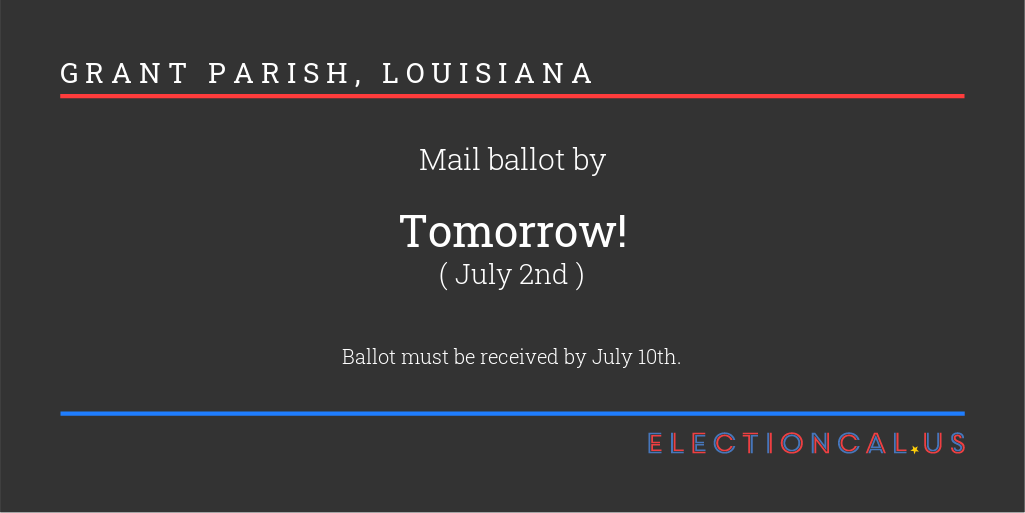 GRANT PARISH, LOUISIANA
Mail ballot by
Tomorrow!
( July 2nd )
Ballot must be received by July 10th.
ELECTIONCAL.US